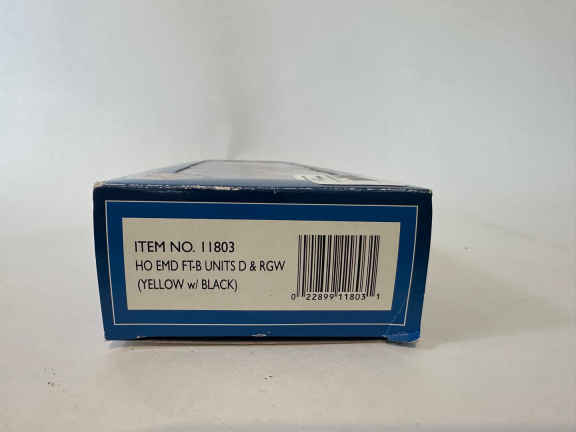 ITEM NO. 11803
HO EMD FT-B UNITS D & RGW
(YELLOW w/ BLACK)
0 22899 11803 1